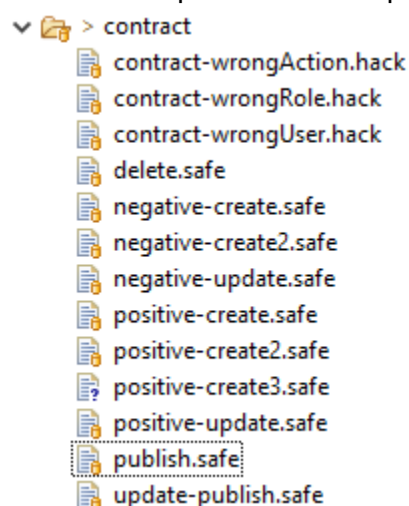 > contract
contract-wrongAction.hack
contract-wrongRole.hack
contract-wrongUser.hack
delete.safe
negative-create.safe
negative-create2.safe
negative-update.safe
positive-create.safe
positive-create2.safe
positive-create3.safe
positive-update.safe
publish.safe
update-publish.safe